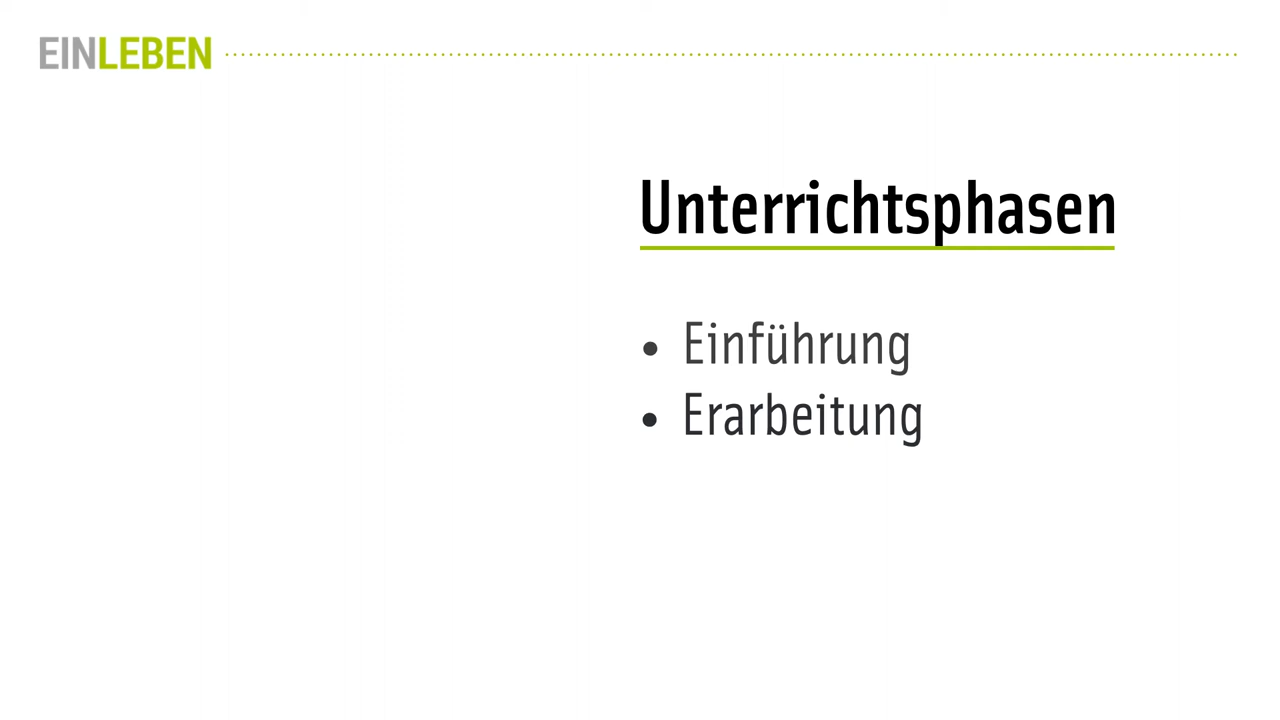 EINLEBEN
Unterrichtsphasen
• Einführung
• Erarbeitung